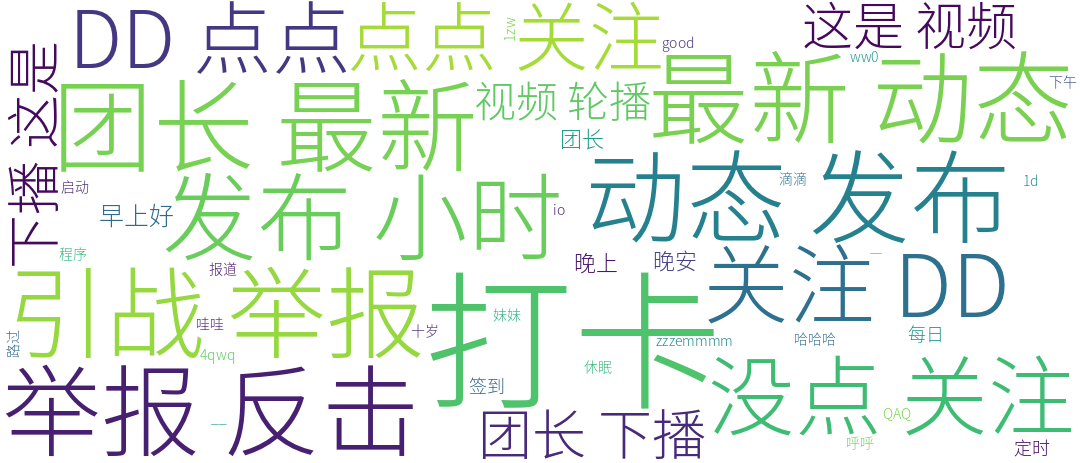 DD 点点
点点 关注
这是 视频
1zw
good
ww0
下播 这是
团长 最新
视频 轮播
最新 动态
下午
团长
启动
早上好
发布 小时
动态 发布
滴滴
1d
io
程序
报道
晚上
晚安
引战 举报
打卡
关注 DD
一
哇哇
十岁
妹妹
路过
4qwq
zzzemmmm
哈哈哈
每日
休眠
签到
举报 反击
一一
没点 关注
团长 下播
QAQ
呼呼
定时